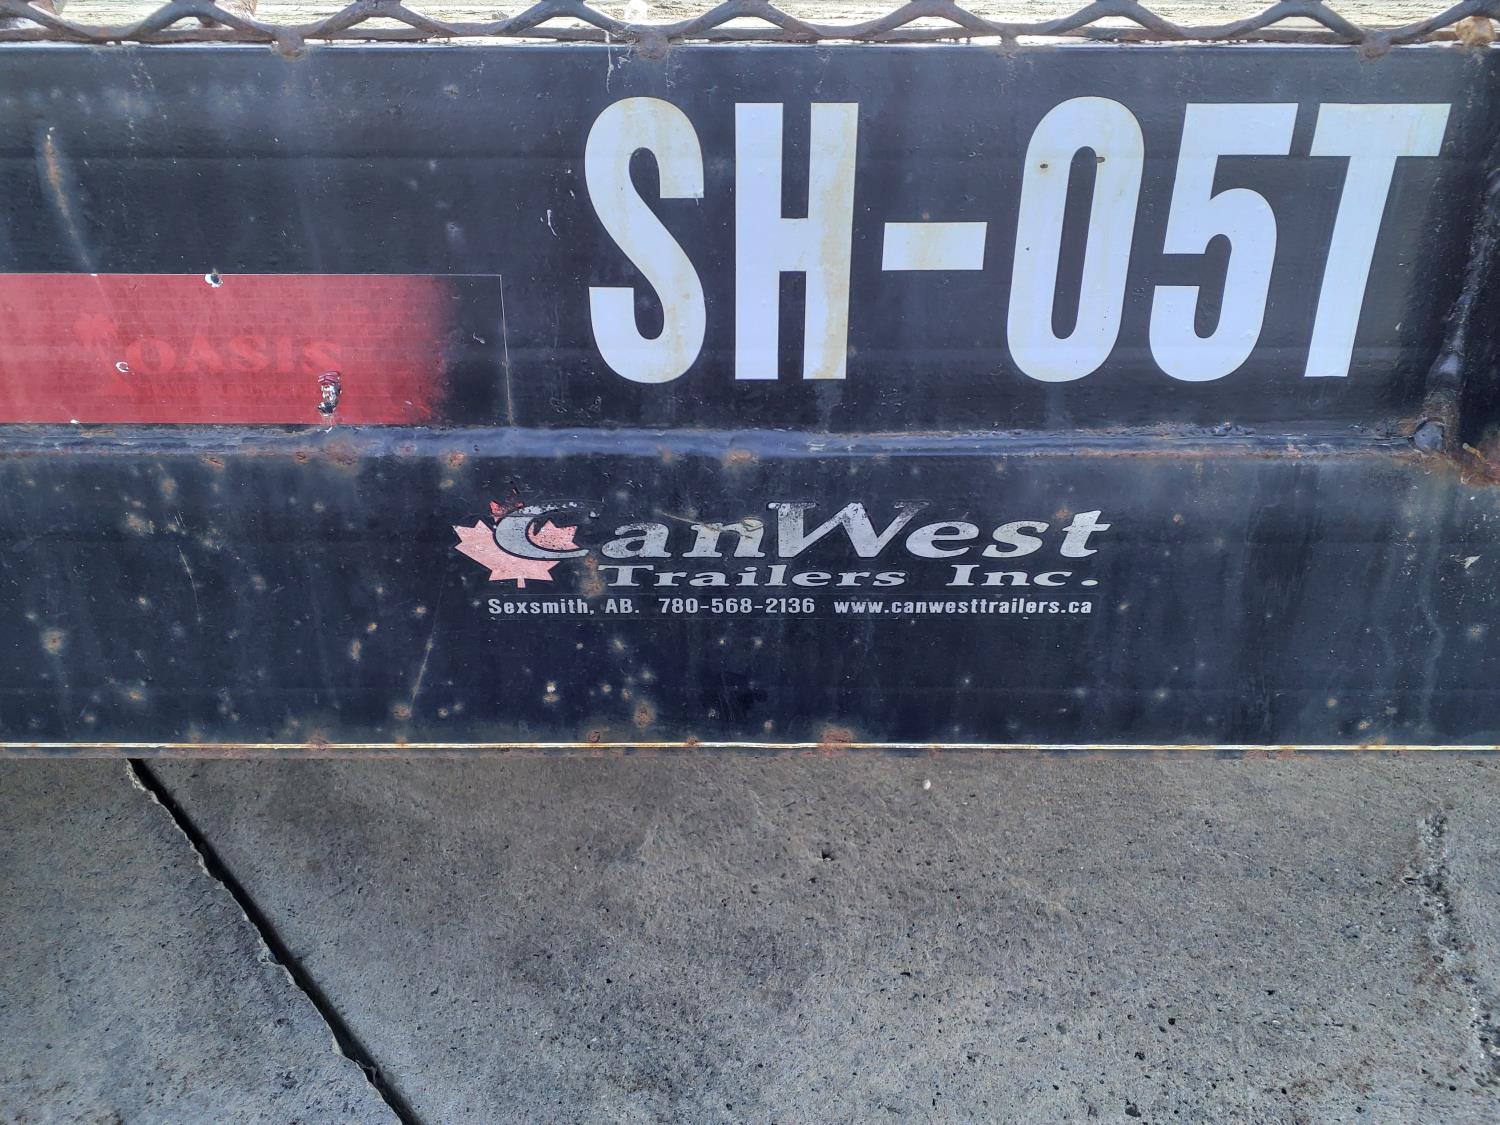 SH-05T
OASIS
CanWest
Trailers Inc.
Sexsmith, AB. 780-568-2136 www.canwesttrailers.ca